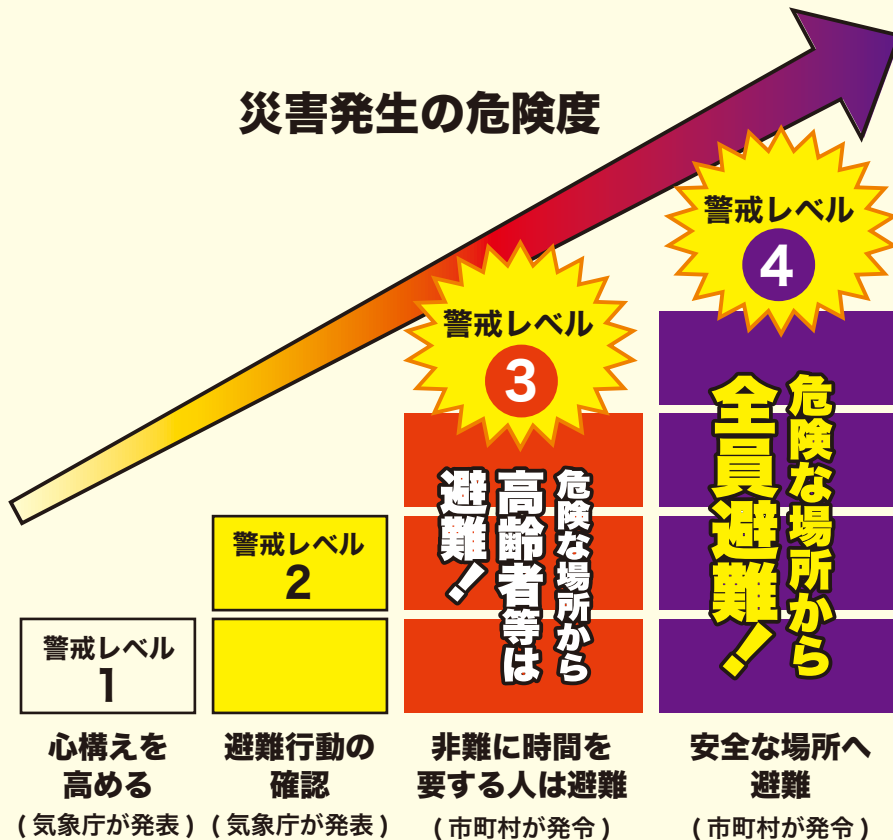 災害発生の危険度
警戒レベル
1
心構えを
高める
(気象庁が発表)
警戒レベル
2
避難行動の
確認
(気象庁が発表)
警戒レベル
3
危険な場所から
高齢者等は
避難!
非難に時間を
要する人は避難
(市町村が発令)
警戒レベル
4
危険な場所から
全員避難!
安全な場所へ
避難
(市町村が発令)